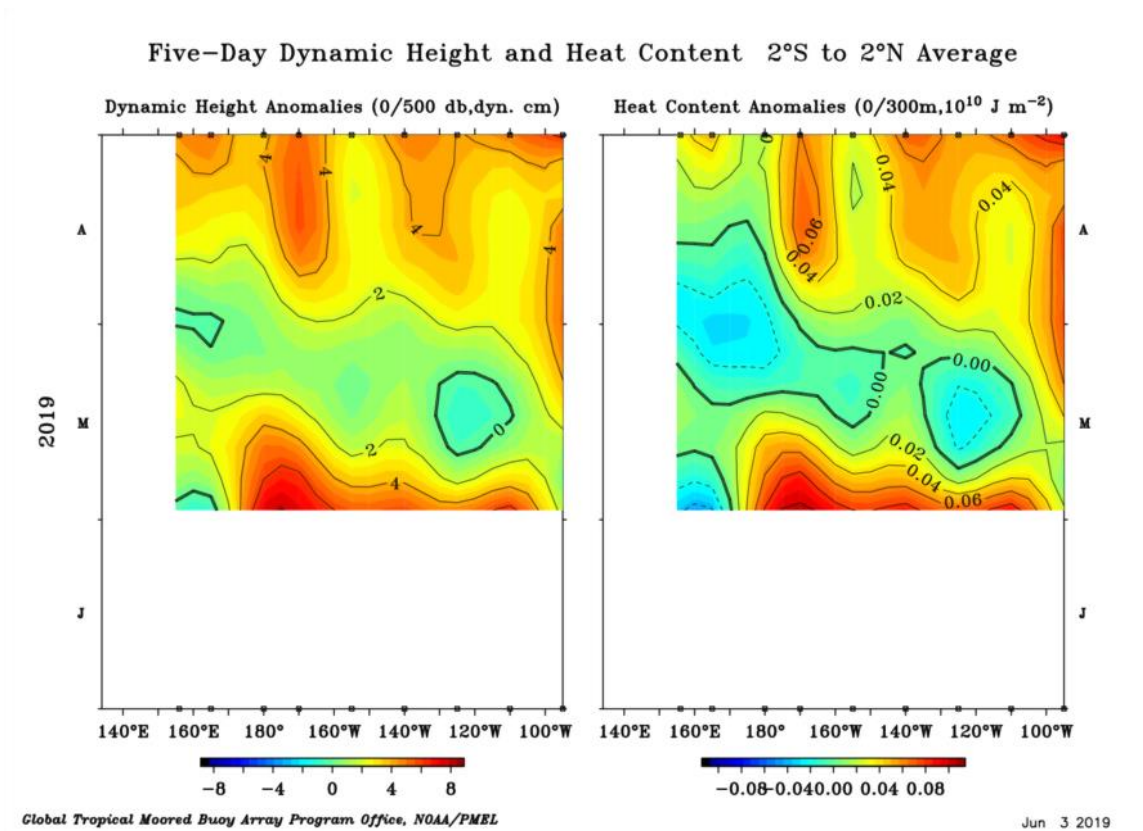 Five-Day Dynamic Height and Heat Content 2°S to 2°N Average
Dynamic Height Anomalies (0/500 db,dyn. cm)
Heat Content Anomalies (0/300m,10¹⁰ J m⁻²)
4
4
4
4
2
0
2
4
0
0.04
0.04
0.06
0.04
0.02
0.00
0.00
0.02
0.04
0.06
A
M
J
2019
A
M
J
140°E 160°E 180° 160°W 140°W 120°W 100°W
140°E 160°E 180° 160°W 140°W 120°W 100°W
-8 -4 0 4 8
-0.08-0.040.00 0.04 0.08
Global Tropical Moored Buoy Array Program Office, NOAA/PMEL
Jun 3 2019